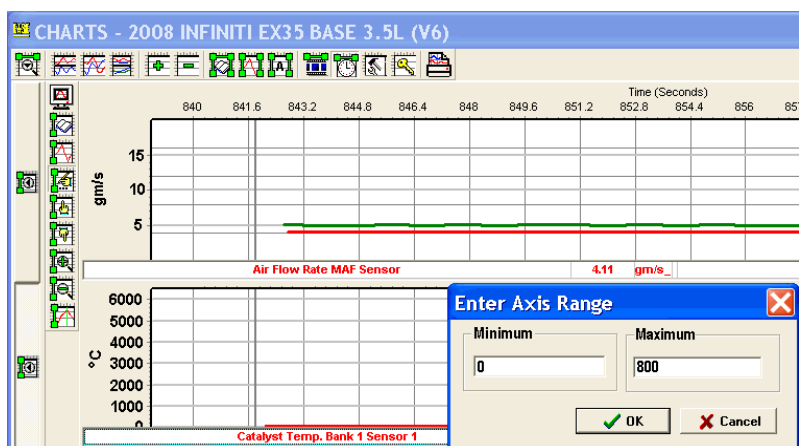 CHARTS - 2008 INFINITI EX35 BASE 3.5L (V6)
A
Time (Seconds)
840 841.6 843.2 844.8 846.4 848 849.6 851.2 852.8 854.4 856 857
gm/s
15
10
5
Air Flow Rate MAF Sensor 4.11 gm/s_
°C
6000
5000
4000
3000
2000
1000
0
Catalyst Temp. Bank 1 Sensor 1
Enter Axis Range
Minimum Maximum
0 800
OK Cancel